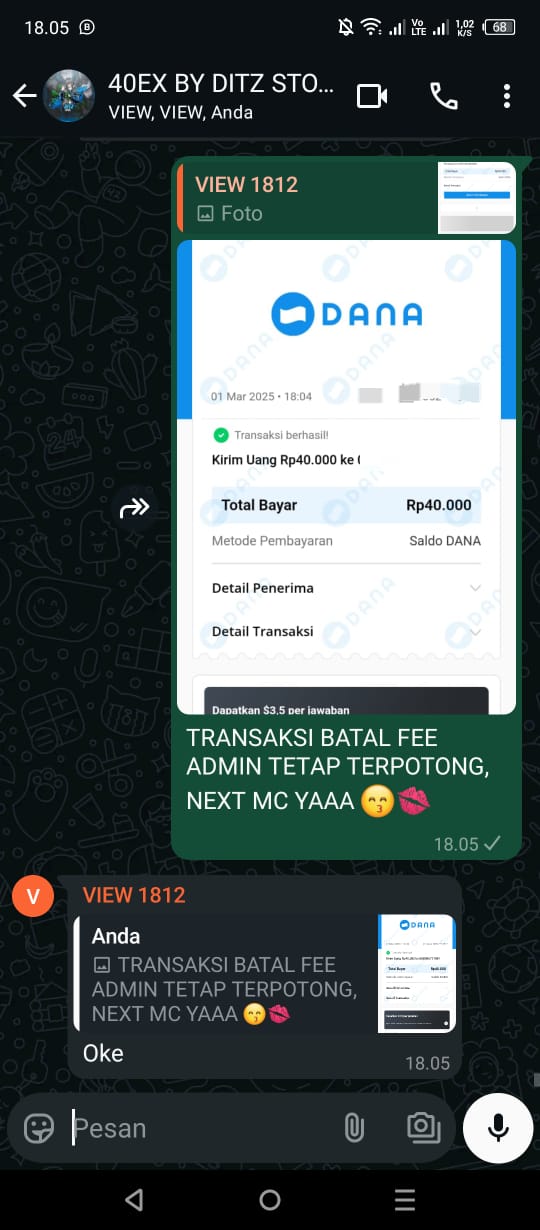 18.05
Vo
LTE
1,02
K/S
68
40EX BY DITZ STO...
VIEW, VIEW, Anda
VIEW 1812
Foto
DANA
01 Mar 2025 • 18:04
Transaksi berhasil!
Kirim Uang Rp40.000 ke
Total Bayar Rp40.000
Metode Pembayaran Saldo DANA
Detail Penerima
Detail Transaksi
Dapatkan $3,5 per jawaban
TRANSAKSI BATAL FEE
ADMIN TETAP TERPOTONG,
NEXT MC YAAA 😙💋
18.05
V
VIEW 1812
Anda
TRANSAKSI BATAL FEE
ADMIN TETAP TERPOTONG,
NEXT MC YAAA 😙💋
Oke
18.05
Pesan